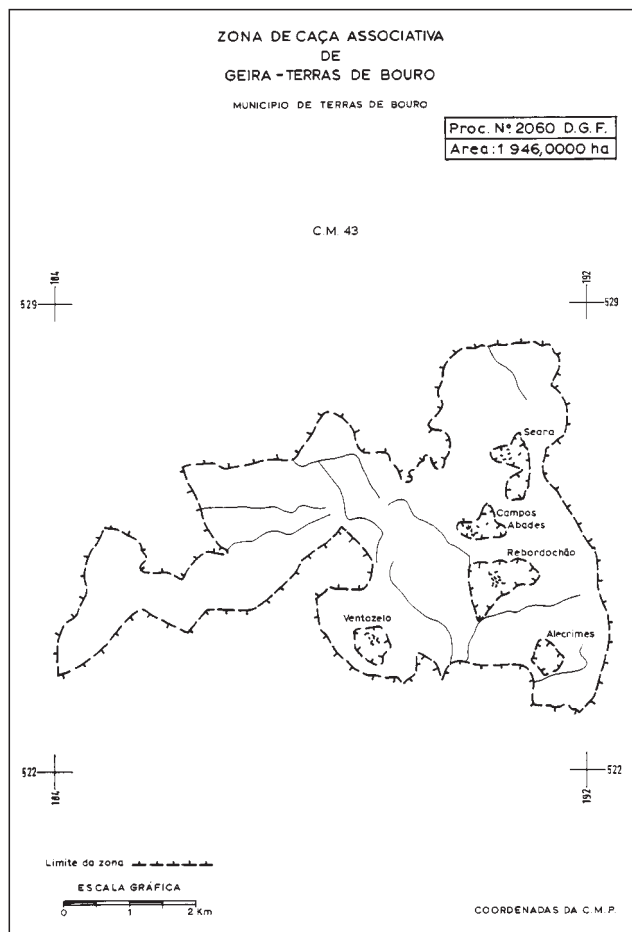 ZONA DE CAÇA ASSOCIATIVA
DE
GEIRA-TERRAS DE BOURO
MUNICIPIO DE TERRAS DE BOURO
Proc. Nº 2060 D.G.F.
Area: 1 946,0000 ha
C.M. 43
184
192
529
529
Seara
Campos
Abades
Rebordochão
Ventozelo
Alecrimes
522
522
184
192
Limite da zona
ESCALA GRÁFICA
0 1 2 Km
COORDENADAS DA C.M.P.